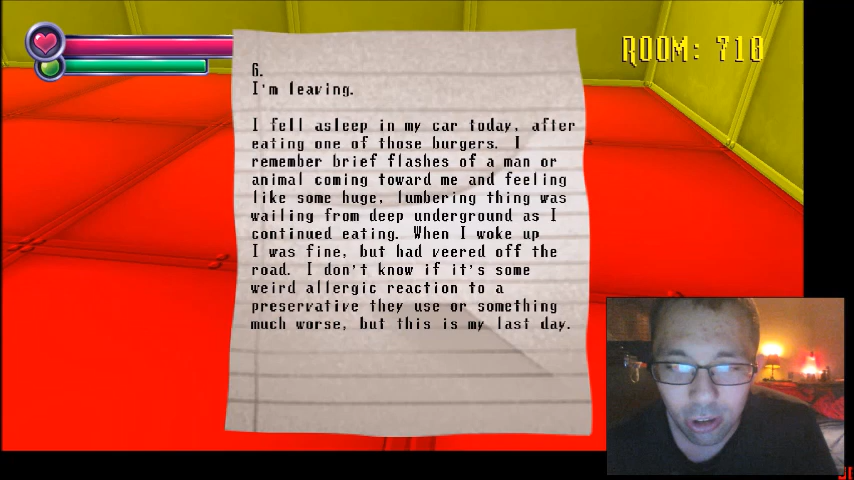 ROOM: 710
6.
I'm leaving.
I fell asleep in my car today, after
eating one of those burgers. I
remember brief flashes of a man or
animal coming toward me and feeling
like some huge, lumbering thing was
wailing from deep underground as I
continued eating. When I woke up
I was fine, but had veered off the
road. I don't know if it's some
weird allergic reaction to a
preservative they use or something
much worse, but this is my last day.